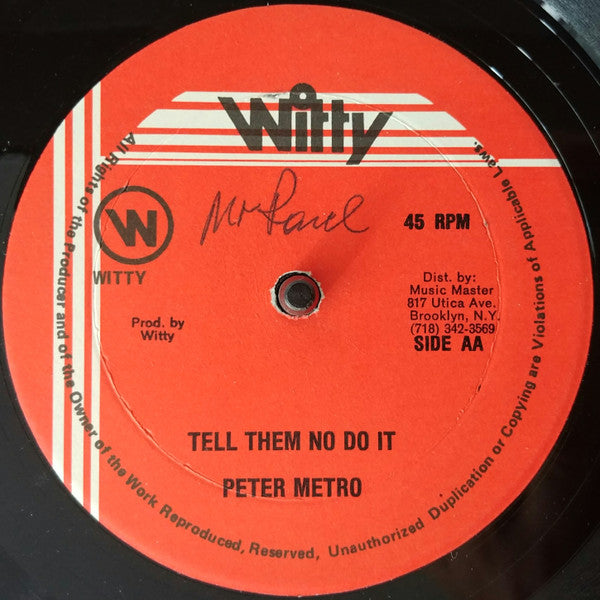 Witty
W
WITTY
Mr Paul
45 RPM
Dist. by:
Music Master
817 Utica Ave.
Brooklyn, N.Y.
(718) 342-3569
SIDE AA
Prod. by
Witty
TELL THEM NO DO IT
PETER METRO
All Rights of the Producer and of the Owner of the Work Reproduced, Reserved, Unauthorized Duplication or Copying are Violations of Applicable Laws.